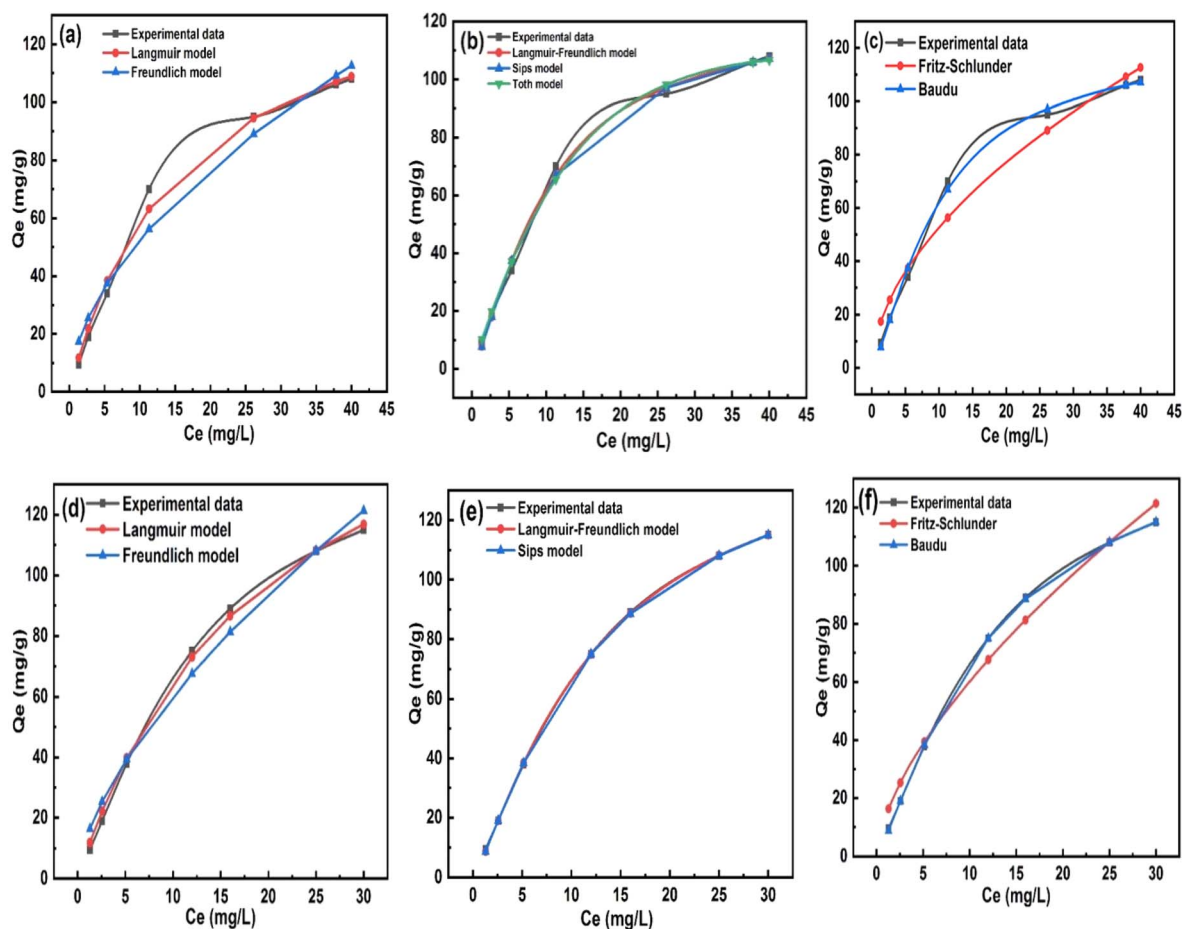 (a)
Experimental data
Langmuir model
Freundlich model
120
100
80
60
40
20
0
Qe (mg/g)
0 5 10 15 20 25 30 35 40 45
Ce (mg/L)
(b)
Experimental data
Langmuir-Freundlich model
Sips model
Toth model
120
100
80
60
40
20
0
Qe (mg/g)
0 5 10 15 20 25 30 35 40 45
Ce (mg/L)
(c)
Experimental data
Fritz-Schlunder
Baudu
120
100
80
60
40
20
0
Qe (mg/g)
0 5 10 15 20 25 30 35 40 45
Ce (mg/L)
(d)
Experimental data
Langmuir model
Freundlich model
120
100
80
60
40
20
0
Qe (mg/g)
0 5 10 15 20 25 30
Ce (mg/L)
(e)
Experimental data
Langmuir-Freundlich model
Sips model
120
100
80
60
40
20
0
Qe (mg/g)
0 5 10 15 20 25 30
Ce (mg/L)
(f)
Experimental data
Fritz-Schlunder
Baudu
120
100
80
60
40
20
0
Qe (mg/g)
0 5 10 15 20 25 30
Ce (mg/L)